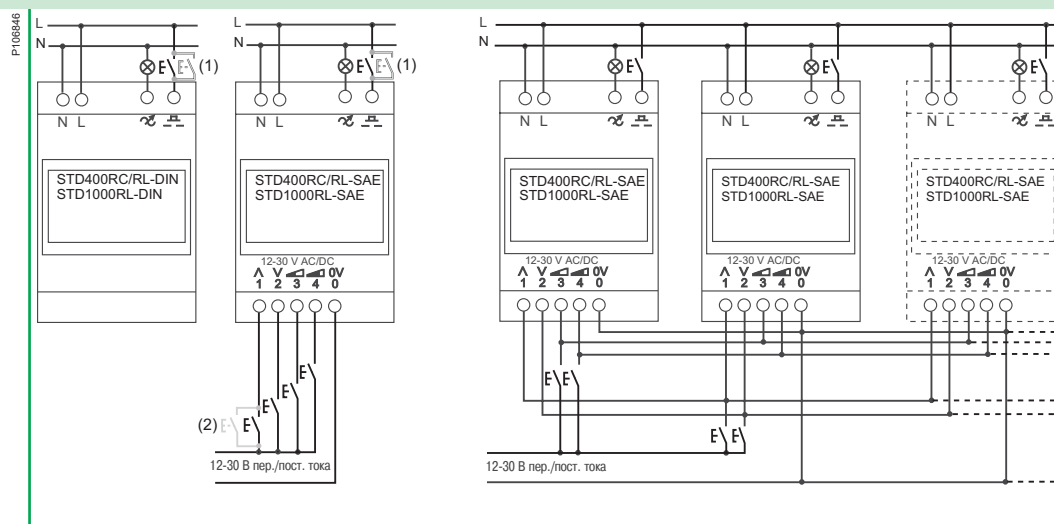 P106846
L
N
E
E
(1)
N L
STD400RC/RL-DIN
STD1000RL-DIN
L
N
E
E
(1)
N L
STD400RC/RL-SAE
STD1000RL-SAE
12-30 V AC/DC
0V
1 2 3 4 0
E
E
E
(2) E E
12-30 В пер./пост. тока
L
N
E
N L
STD400RC/RL-SAE
STD1000RL-SAE
12-30 V AC/DC
0V
1 2 3 4 0
E E
E
N L
STD400RC/RL-SAE
STD1000RL-SAE
12-30 V AC/DC
0V
1 2 3 4 0
E E
E
N L
STD400RC/RL-SAE
STD1000RL-SAE
12-30 V AC/DC
0V
1 2 3 4 0
12-30 В пер./пост. тока